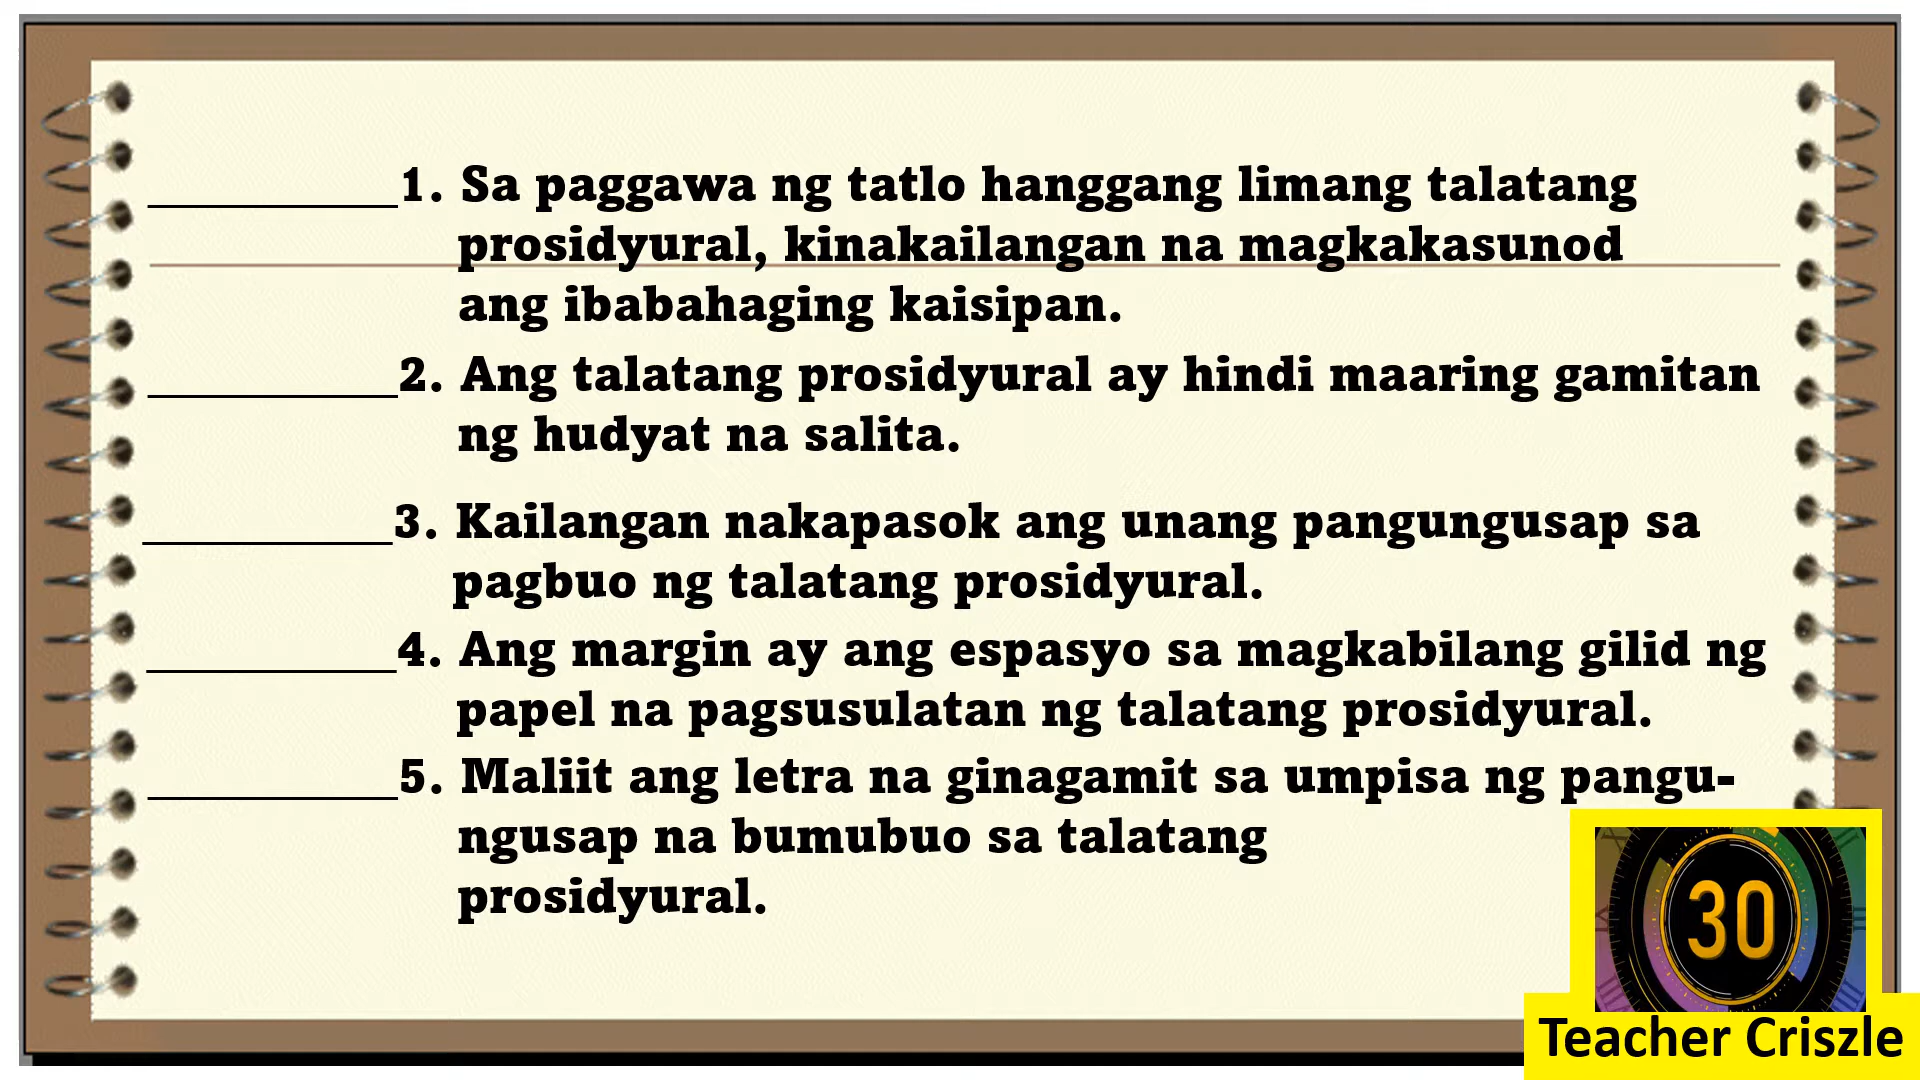 __________1. Sa paggawa ng tatlo hanggang limang talatang
prosidyural, kinakailangan na magkakasunod
ang ibabahaging kaisipan.
__________2. Ang talatang prosidyural ay hindi maaring gamitan
ng hudyat na salita.
__________3. Kailangan nakapasok ang unang pangungusap sa
pagbuo ng talatang prosidyural.
__________4. Ang margin ay ang espasyo sa magkabilang gilid ng
papel na pagsusulatan ng talatang prosidyural.
__________5. Maliit ang letra na ginagamit sa umpisa ng pangu-
ngusap na bumubuo sa talatang
prosidyural.
30
Teacher Criszle